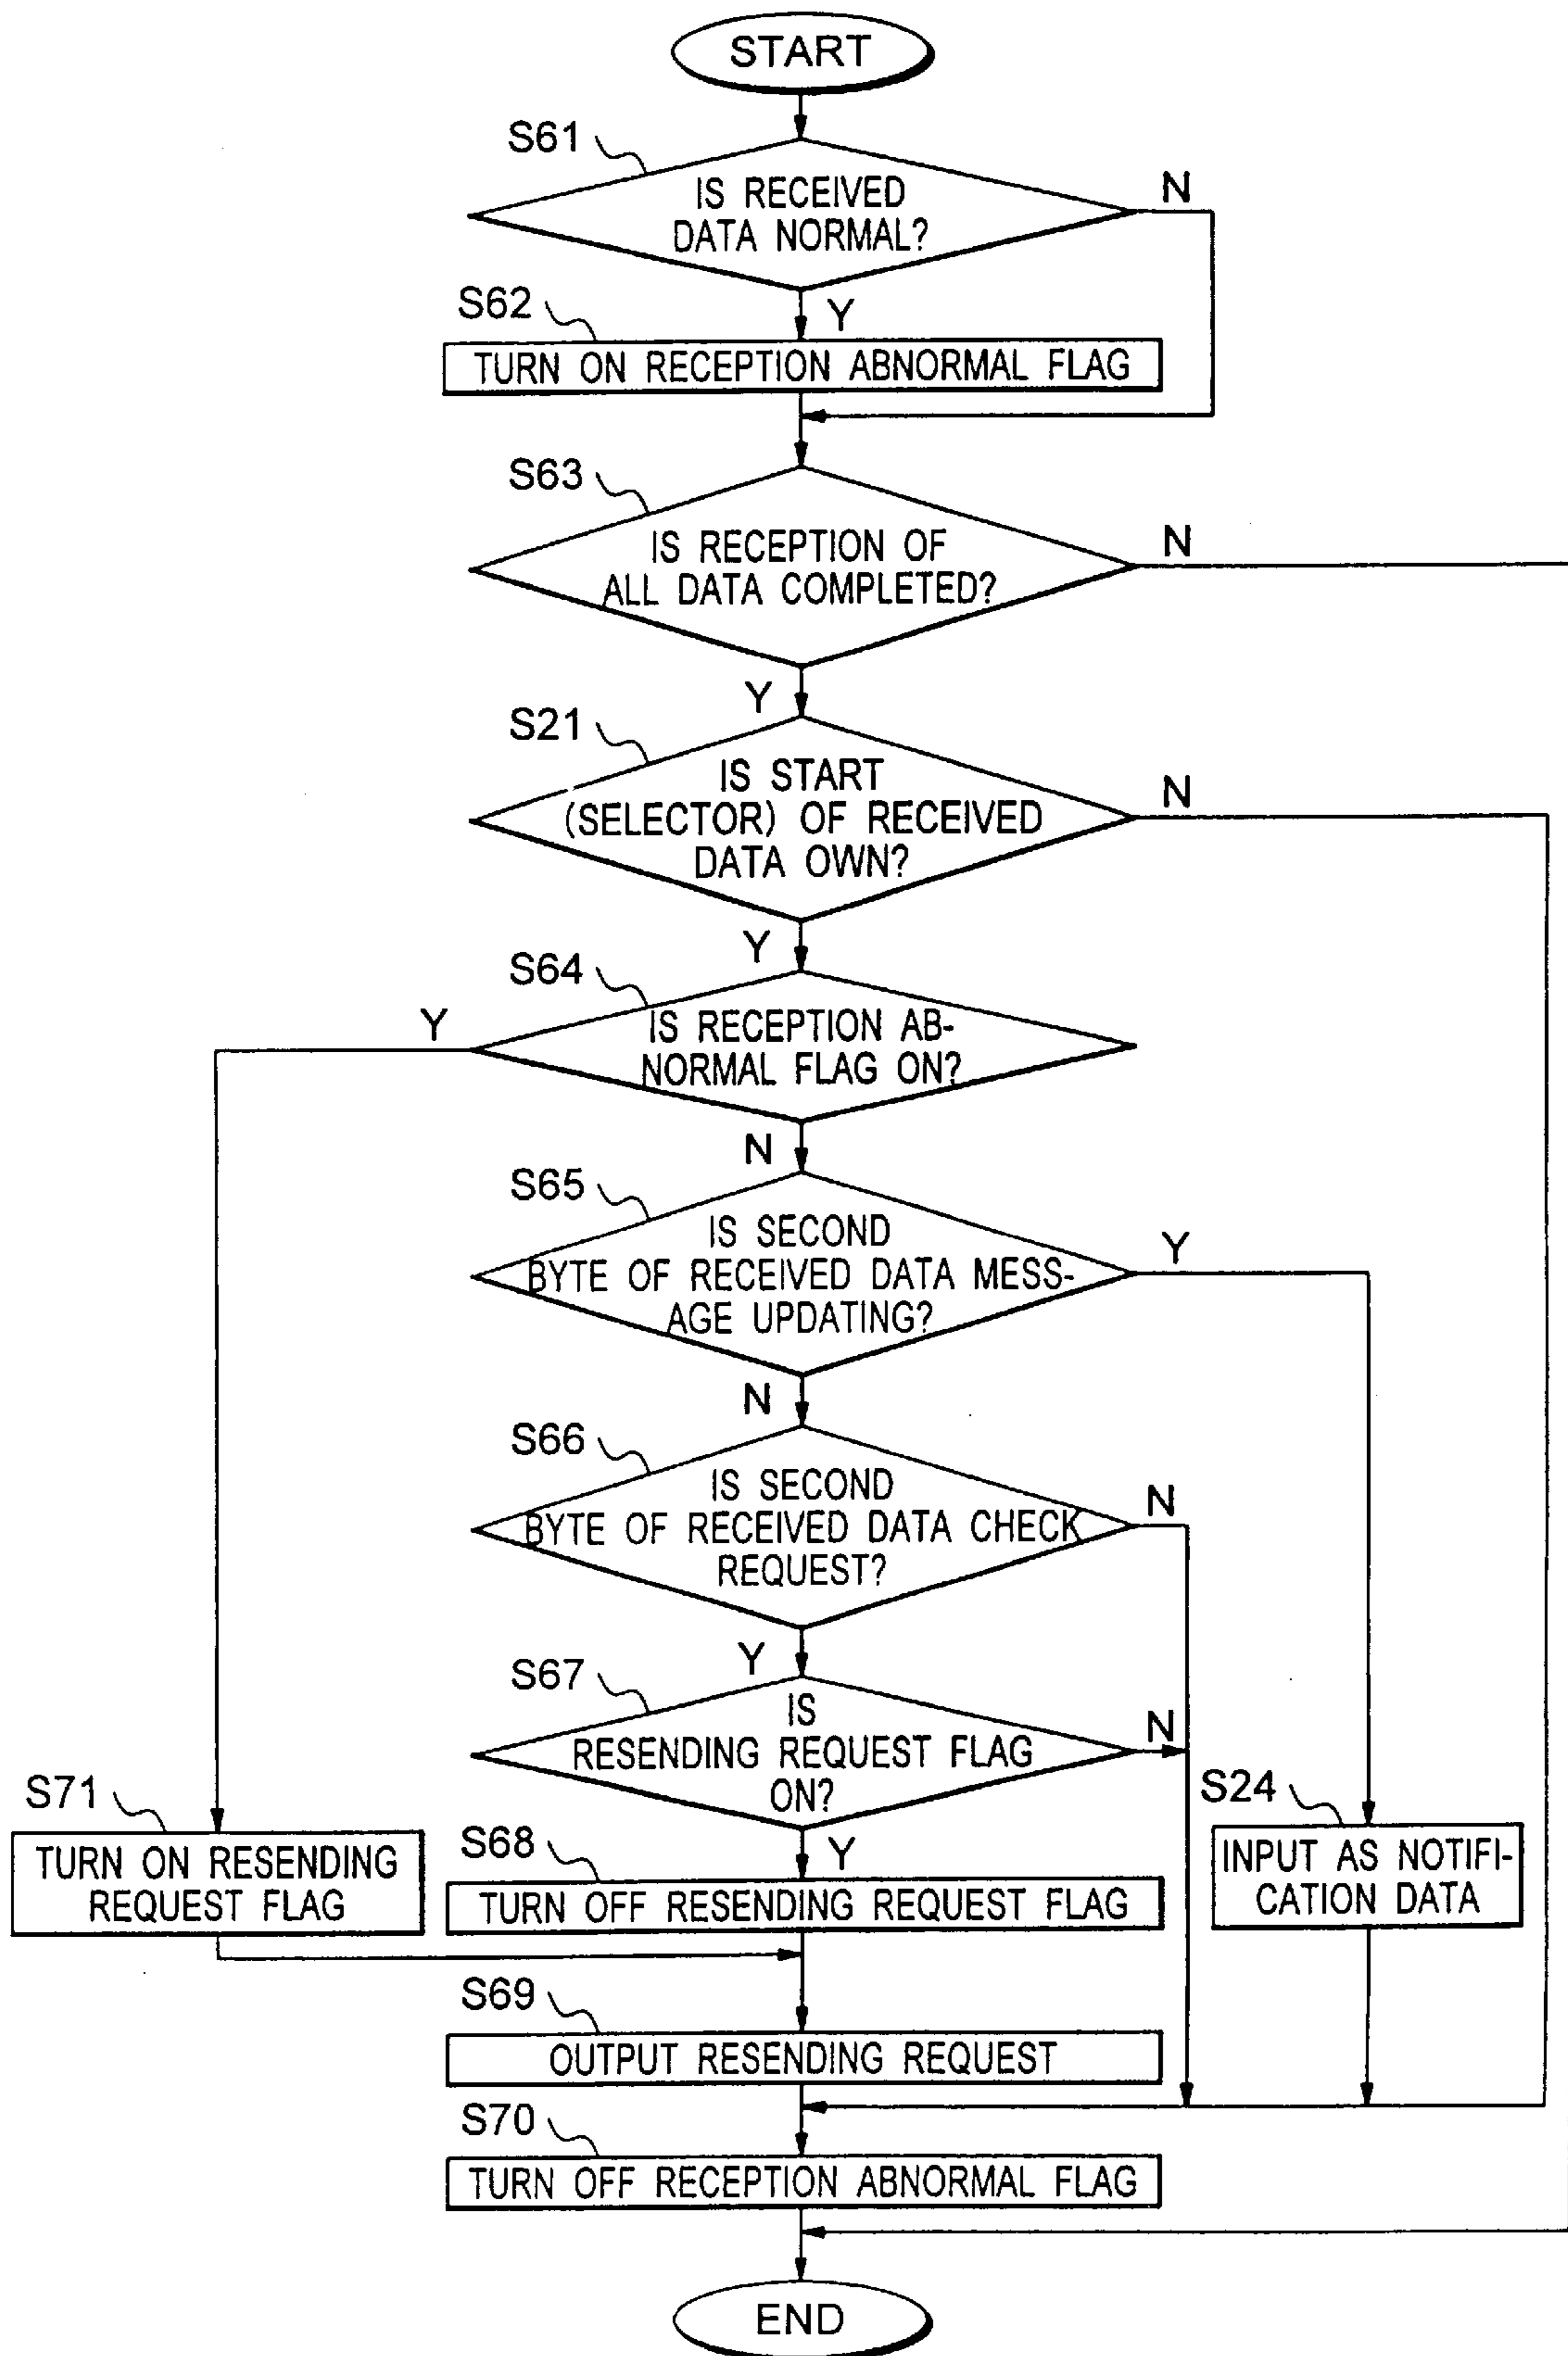 START
S61
IS RECEIVED
DATA NORMAL?
N
Y
S62
TURN ON RECEPTION ABNORMAL FLAG
S63
IS RECEPTION OF
ALL DATA COMPLETED?
N
Y
S21
IS START
(SELECTOR) OF RECEIVED
DATA OWN?
N
Y
S64
IS RECEPTION AB-
NORMAL FLAG ON?
Y
N
S65
IS SECOND
BYTE OF RECEIVED DATA MESS-
AGE UPDATING?
Y
N
S66
IS SECOND
BYTE OF RECEIVED DATA CHECK
REQUEST?
N
Y
S67
IS
RESENDING REQUEST FLAG
ON?
N
Y
S71
TURN ON RESENDING
REQUEST FLAG
S68
TURN OFF RESENDING REQUEST FLAG
S24
INPUT AS NOTIFI-
CATION DATA
S69
OUTPUT RESENDING REQUEST
S70
TURN OFF RECEPTION ABNORMAL FLAG
END